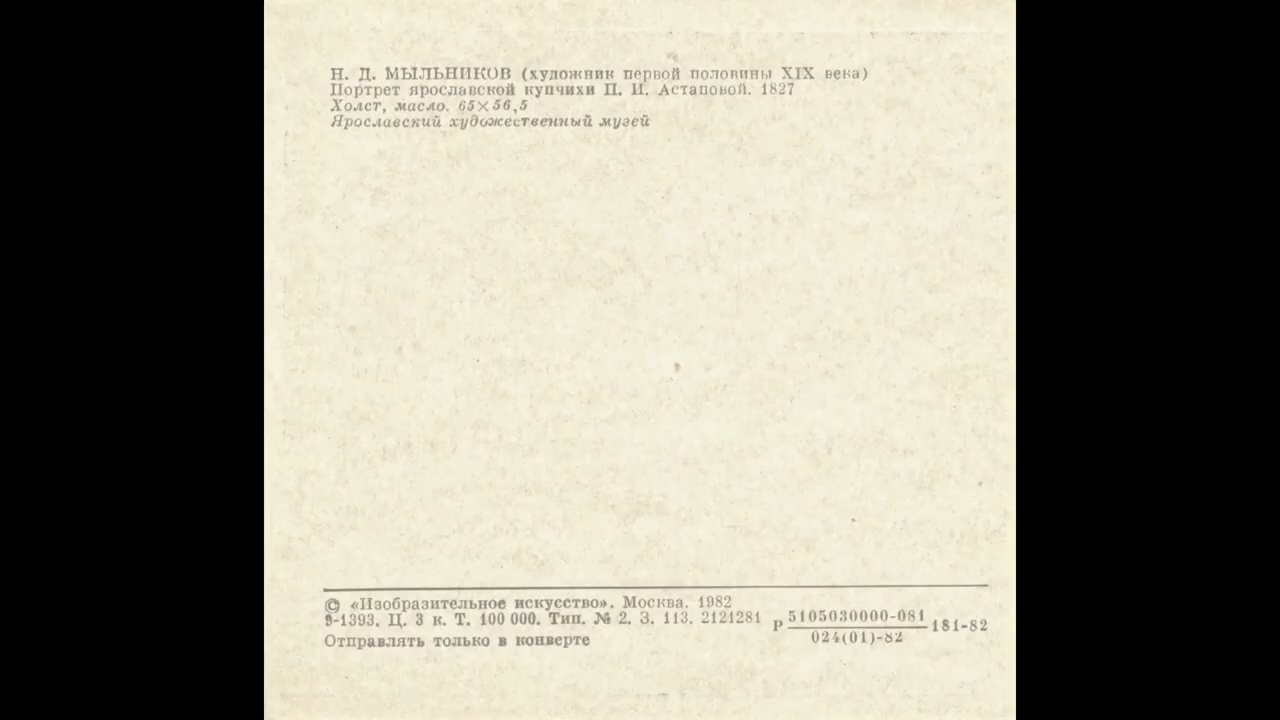 Н. Д. МЫЛЬНИКОВ (художник первой половины XIX века)
Портрет ярославской купчихи П. И. Астаповой. 1827
Холст, масло. 65×56,5
Ярославский художественный музей
© «Изобразительное искусство». Москва. 1982
9-1393. Ц. 3 к. Т. 100 000. Тип. № 2. З. 113. 2121281
Р 5105030000-081 181-82
024(01)-82
Отправлять только в конверте